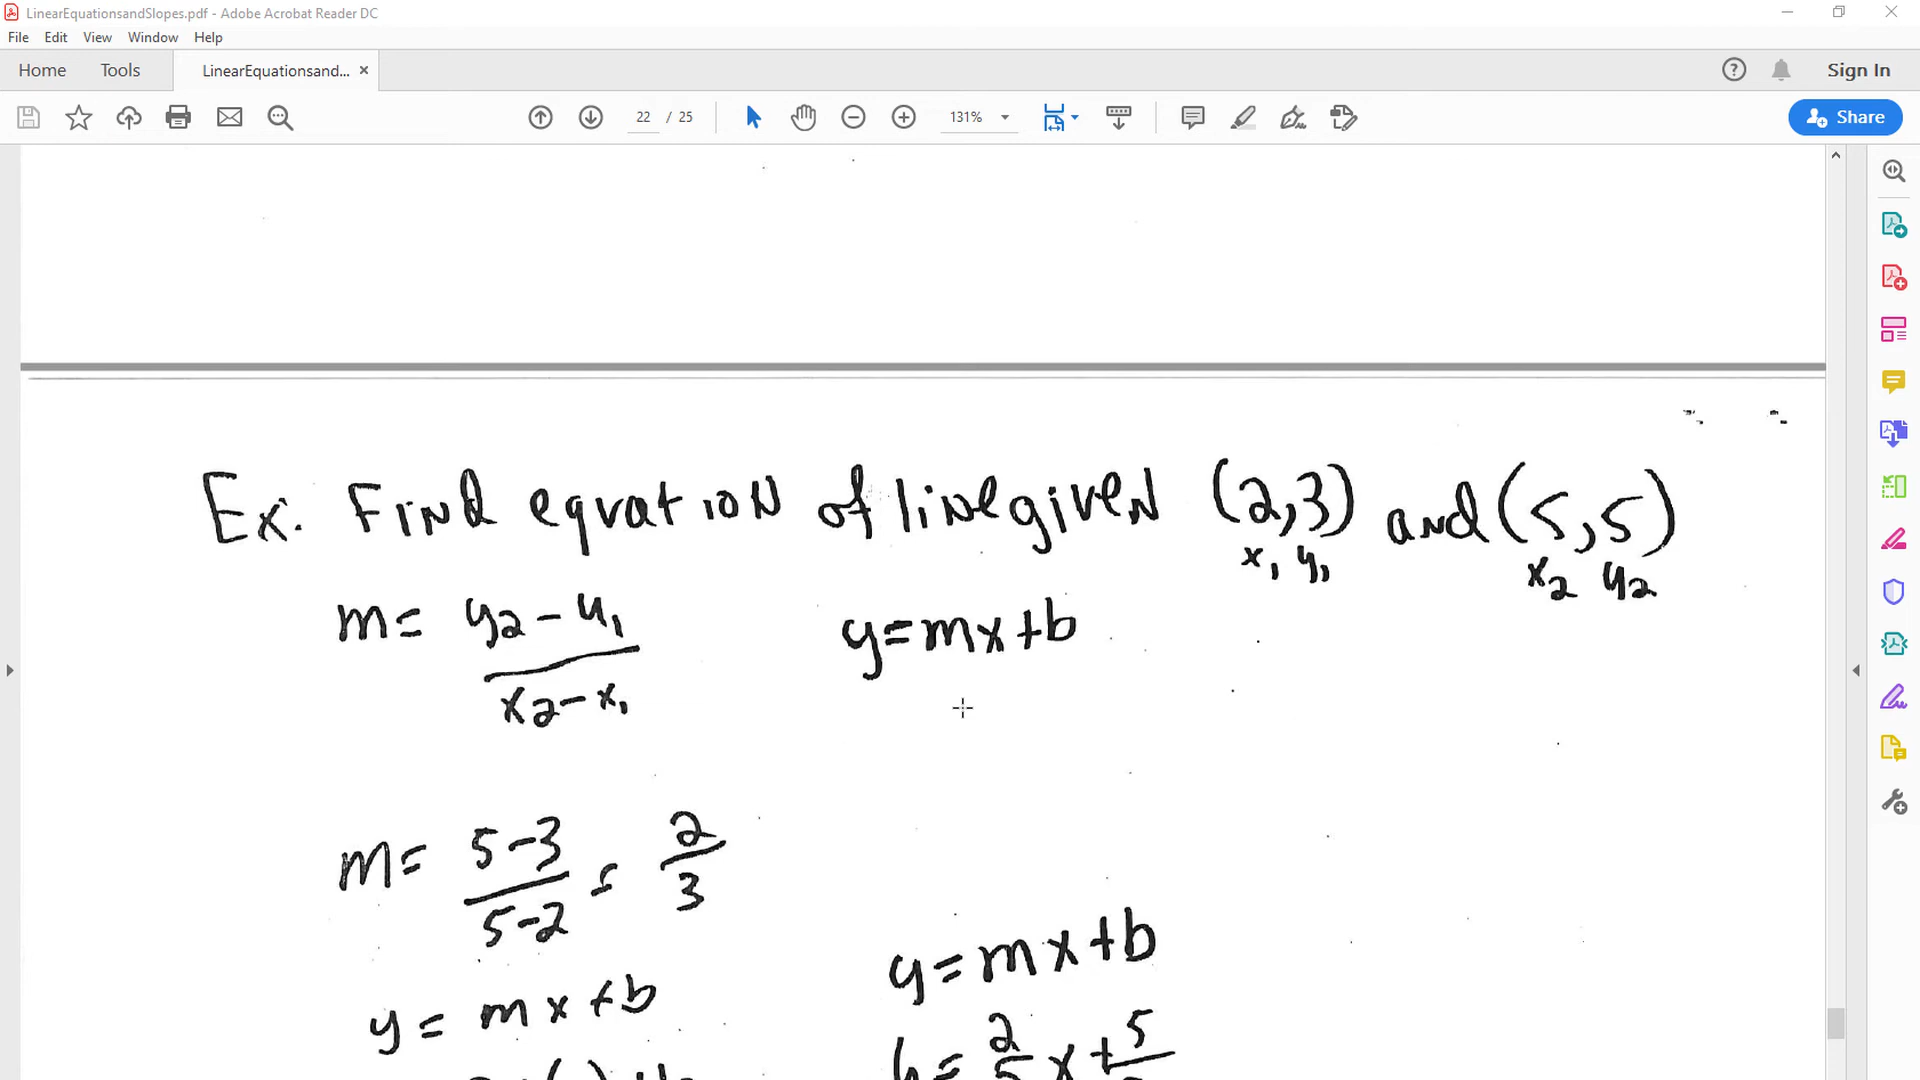 LinearEquationsandSlopes.pdf - Adobe Acrobat Reader DC
File Edit View Window Help
Home Tools LinearEquationsand... × Sign In
22 / 25 131% Share
Ex. Find equation of line given (2,3) and (5,5)
x₁ y₁ x₂ y₂
m = y₂ - y₁ / x₂ - x₁ y = mx + b
m = 5-3 / 5-2 = 2/3
y = mx + b
y = mx + b